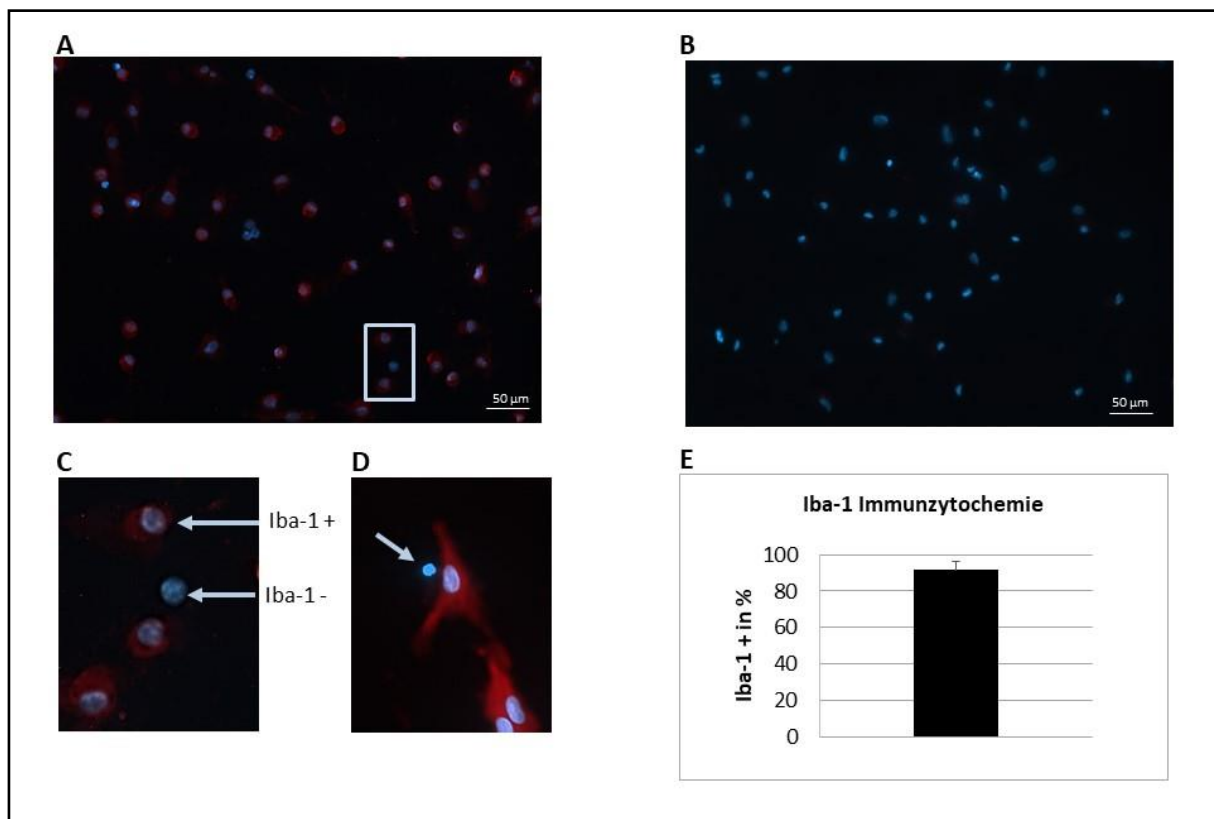 A
B
50 µm
50 µm
C
D
E
Iba-1 +
Iba-1 -
Iba-1 Immunzytochemie
Iba-1 + in %
100
80
60
40
20
0